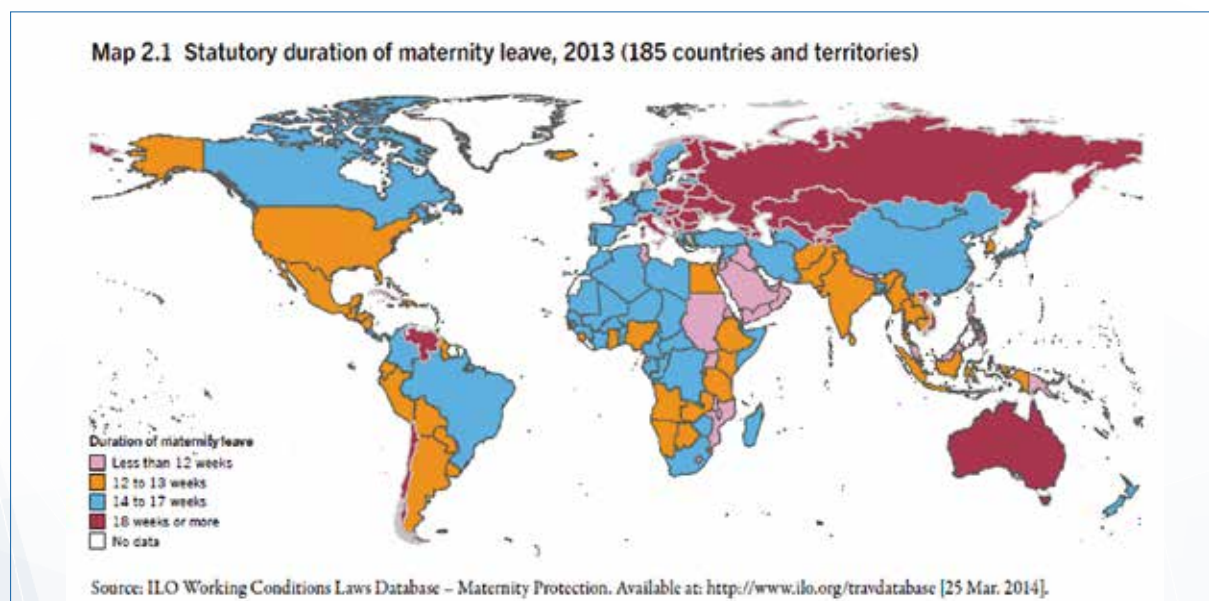 Map 2.1 Statutory duration of maternity leave, 2013 (185 countries and territories)
Duration of maternity leave
Less than 12 weeks
12 to 13 weeks
14 to 17 weeks
18 weeks or more
No data
Source: ILO Working Conditions Laws Database – Maternity Protection. Available at: http://www.ilo.org/travdatabase [25 Mar. 2014].